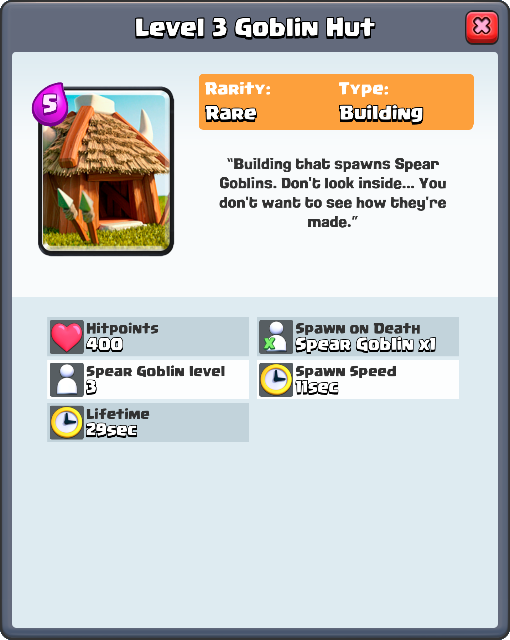 Level 3 Goblin Hut
5
Rarity: Type:
Rare Building
“Building that spawns Spear
Goblins. Don't look inside... You
don't want to see how they're
made.”
Hitpoints
400
Spawn on Death
Spear Goblin x1
Spear Goblin level
3
Spawn Speed
11sec
Lifetime
29sec